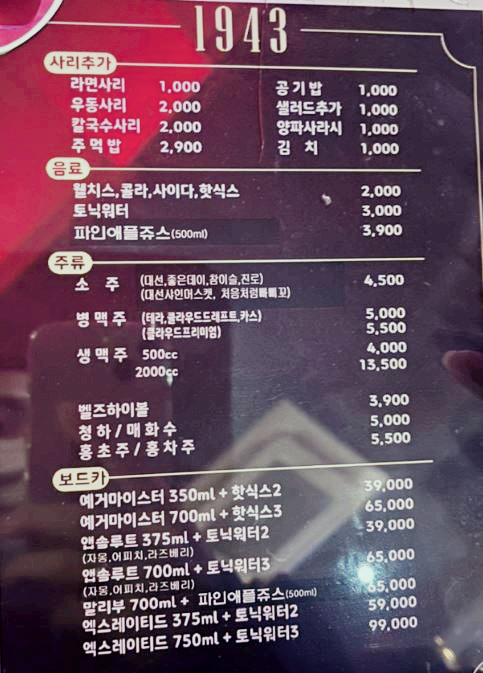 1943
사리추가
라면사리 1,000 공기밥 1,000
우동사리 2,000 샐러드추가 1,000
칼국수사리 2,000 양파사라시 1,000
주먹밥 2,900 김 치 1,000
음료
웰치스,콜라,사이다,핫식스 2,000
토닉워터 3,000
파인애플쥬스(500ml) 3,900
주류
소 주 (대선,좋은데이,참이슬,진로) 4,500
(대선샤인머스켓, 처음처럼빠삐꼬)
병맥주 (테라,클라우드드래프트,카스) 5,000
(클라우드프리미엄) 5,500
생맥주 500cc 4,000
2000cc 13,500
벨즈하이볼 3,900
청하 / 매화수 5,000
홍초주 / 홍차주 5,500
보드카
예거마이스터 350ml + 핫식스2 39,000
예거마이스터 700ml + 핫식스3 65,000
앱솔루트 375ml + 토닉워터2 39,000
(자몽,어피치,라즈베리)
앱솔루트 700ml + 토닉워터3 65,000
(자몽,어피치,라즈베리)
말리부 700ml + 파인애플쥬스(500ml) 65,000
엑스레이티드 375ml + 토닉워터2 59,000
엑스레이티드 750ml + 토닉워터3 99,000